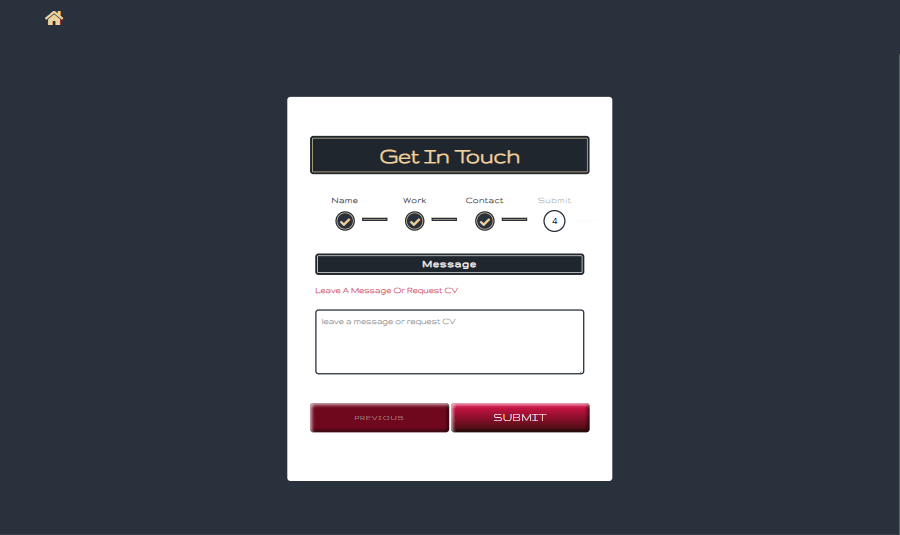 Get In Touch
Name Work Contact Submit
4
Message
Leave A Message Or Request CV
leave a message or request CV
PREVIOUS SUBMIT